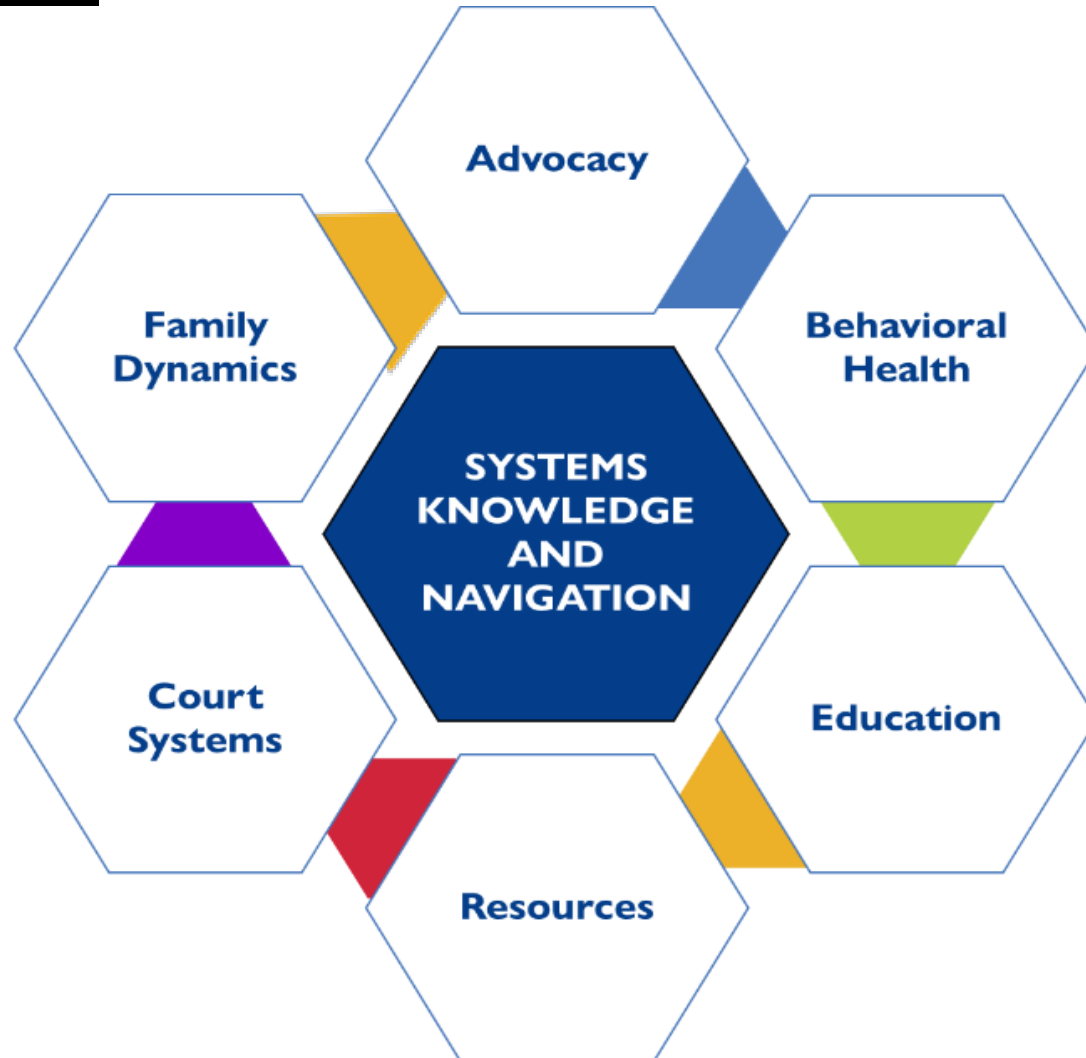 Advocacy
Family
Dynamics
Behavioral
Health
SYSTEMS
KNOWLEDGE
AND
NAVIGATION
Court
Systems
Education
Resources